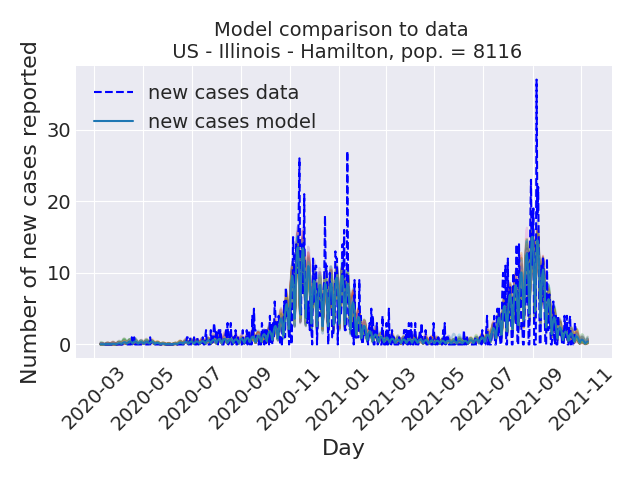 Model comparison to data
US - Illinois - Hamilton, pop. = 8116
Number of new cases reported
30
20
10
0
new cases data
new cases model
2020-03
2020-05
2020-07
2020-09
2020-11
2021-01
2021-03
2021-05
2021-07
2021-09
2021-11
Day